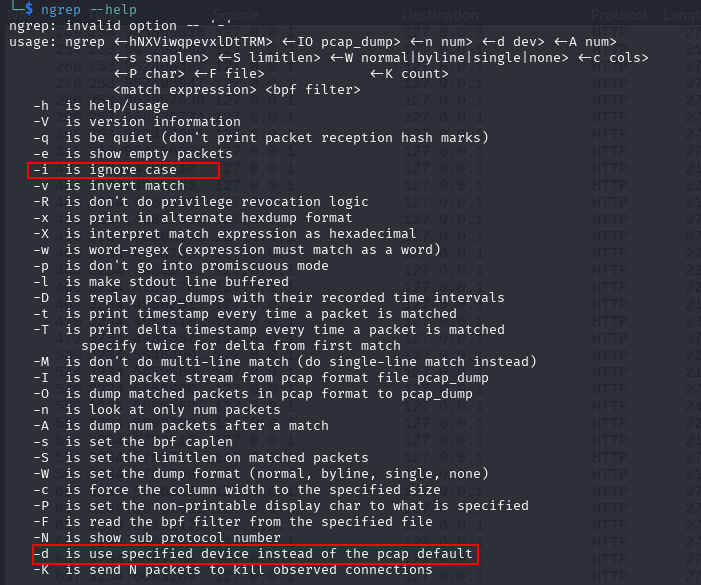 └─$ ngrep --help
ngrep: invalid option -- '-'
usage: ngrep <-hNXViwqpevxlDtTRM> <-IO pcap_dump> <-n num> <-d dev> <-A num>
<-s snaplen> <-S limitlen> <-W normal|byline|single|none> <-c cols>
<-P char> <-F file> <-K count>
<match expression> <bpf filter>
-h is help/usage
-V is version information
-q is be quiet (don't print packet reception hash marks)
-e is show empty packets
-i is ignore case
-v is invert match
-R is don't do privilege revocation logic
-x is print in alternate hexdump format
-X is interpret match expression as hexadecimal
-w is word-regex (expression must match as a word)
-p is don't go into promiscuous mode
-l is make stdout line buffered
-D is replay pcap_dumps with their recorded time intervals
-t is print timestamp every time a packet is matched
-T is print delta timestamp every time a packet is matched
specify twice for delta from first match
-M is don't do multi-line match (do single-line match instead)
-I is read packet stream from pcap format file pcap_dump
-O is dump matched packets in pcap format to pcap_dump
-n is look at only num packets
-A is dump num packets after a match
-s is set the bpf caplen
-S is set the limitlen on matched packets
-W is set the dump format (normal, byline, single, none)
-c is force the column width to the specified size
-P is set the non-printable display char to what is specified
-F is read the bpf filter from the specified file
-N is show sub protocol number
-d is use specified device instead of the pcap default
-K is send N packets to kill observed connections